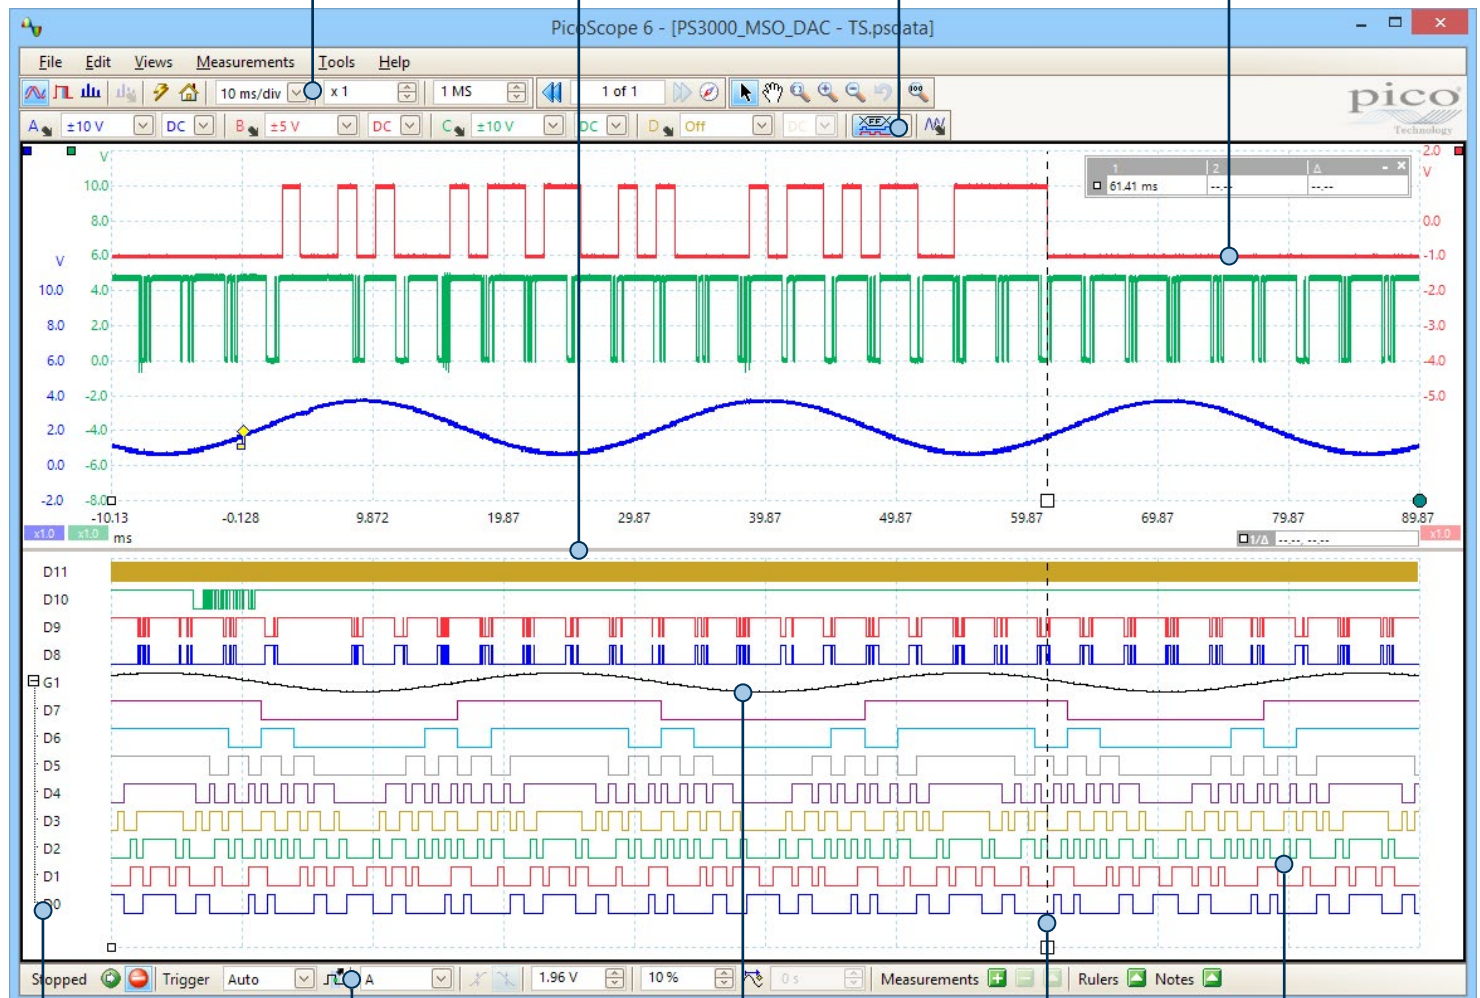 PicoScope 6 - [PS3000_MSO_DAC - TS.psdata]
File Edit Views Measurements Tools Help
10 ms/div x 1 1 MS 1 of 1
pico
Technology
A ±10 V DC B ±5 V DC C ±10 V DC D Off DC
V 2.0
V
1 2 Δ
61.41 ms --.-- --.--
10.0
8.0 0.0
6.0 -1.0
V
10.0 4.0 -2.0
8.0 2.0 -3.0
6.0 0.0 -4.0
4.0 -2.0 -5.0
2.0 -4.0
0.0 -6.0
-2.0 -8.0
-10.13 -0.128 9.872 19.87 29.87 39.87 49.87 59.87 69.87 79.87 89.87
x1.0 x1.0 ms 1/Δ --.--, --.-- x1.0
D11
D10
D9
D8
G1
D7
D6
D5
D4
D3
D2
D1
D0
Stopped Trigger Auto A 1.96 V 10 % 0 s Measurements Rulers Notes